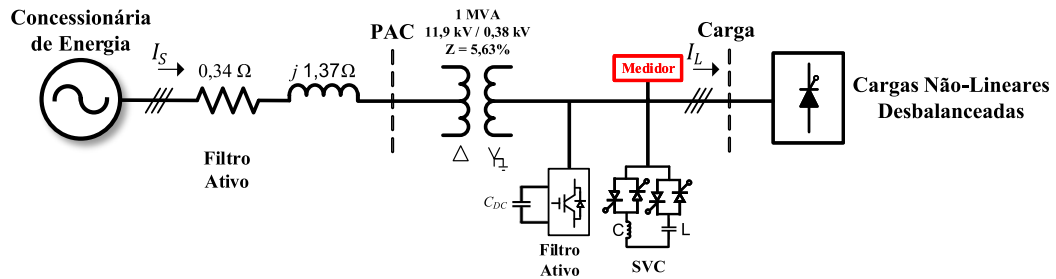 Concessionária
de Energia
I_S
0,34 Ω
j 1,37Ω
Filtro
Ativo
PAC
1 MVA
11,9 kV / 0,38 kV
Z = 5,63%
Δ
Y
C_DC
Filtro
Ativo
Medidor
C
L
SVC
I_L
Carga
Cargas Não-Lineares
Desbalanceadas